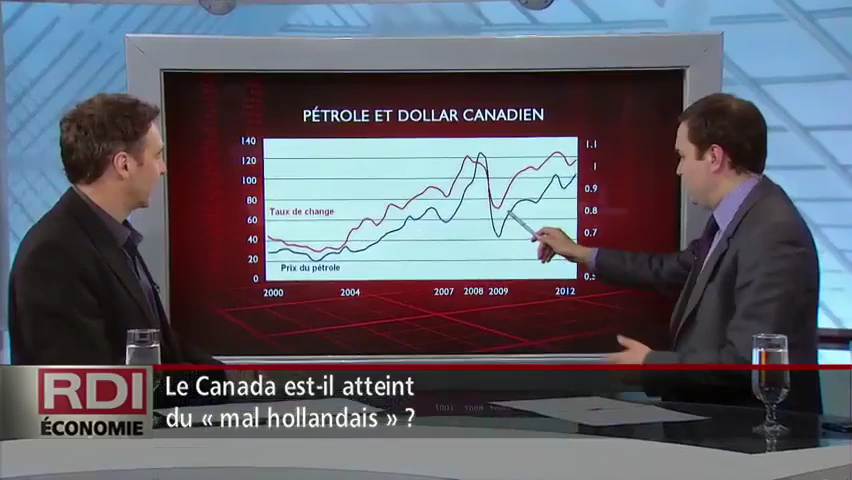 PÉTROLE ET DOLLAR CANADIEN
140
120
100
80
60
40
20
0
1.1
1
0.9
0.8
0.7
0.6
Taux de change
Prix du pétrole
2000 2004 2007 2008 2009 2012
RDI
ÉCONOMIE
Le Canada est-il atteint
du « mal hollandais » ?